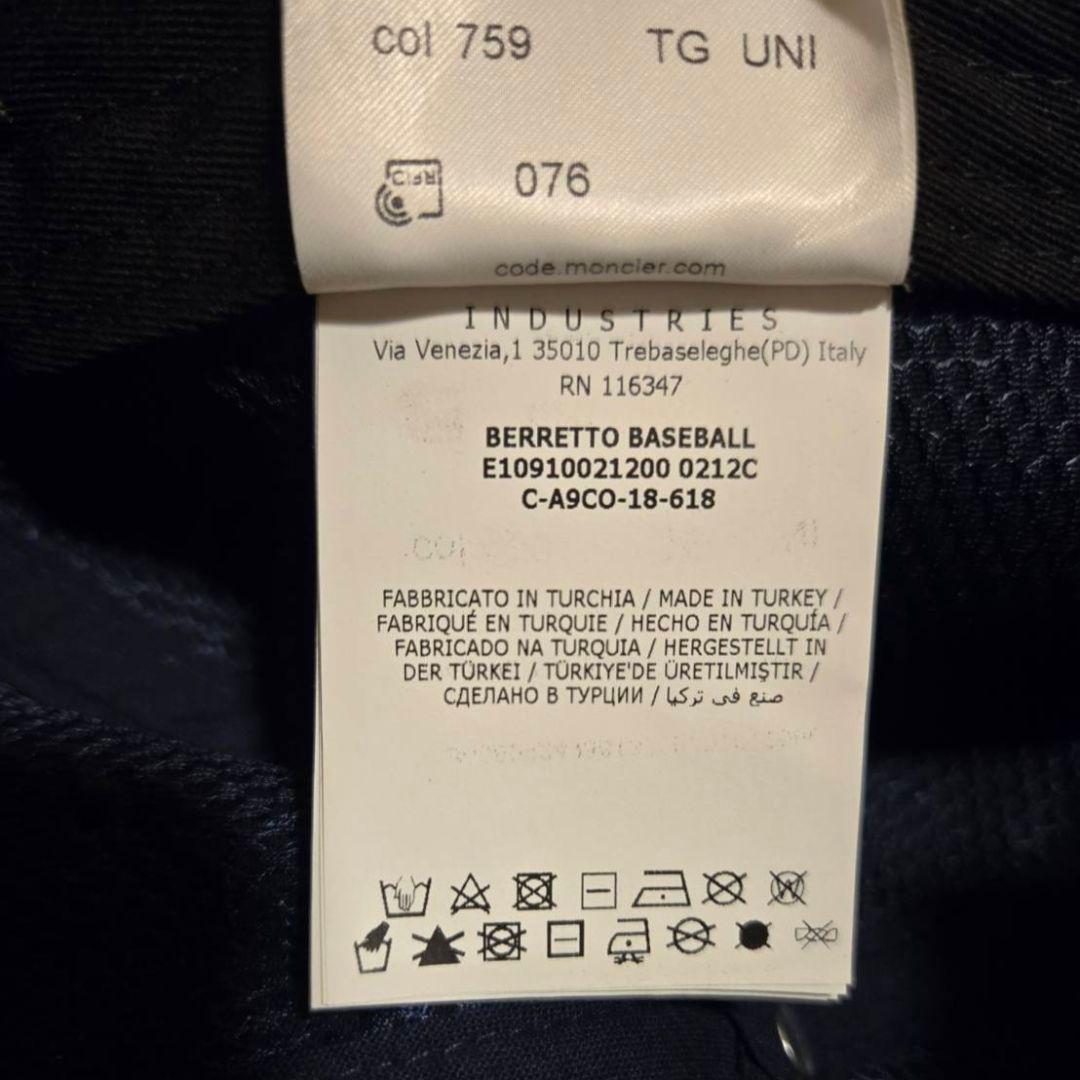 col 759 TG UNI
RFID 076
code.moncler.com
INDUSTRIES
Via Venezia,1 35010 Trebaseleghe(PD) Italy
RN 116347
BERRETTO BASEBALL
E10910021200 0212C
C-A9CO-18-618
FABBRICATO IN TURCHIA / MADE IN TURKEY /
FABRIQUÉ EN TURQUIE / HECHO EN TURQUÍA /
FABRICADO NA TURQUIA / HERGESTELLT IN
DER TÜRKEI / TÜRKIYE'DE ÜRETILMIŞTIR /
СДЕЛАНО В ТУРЦИИ / صنع في تركيا